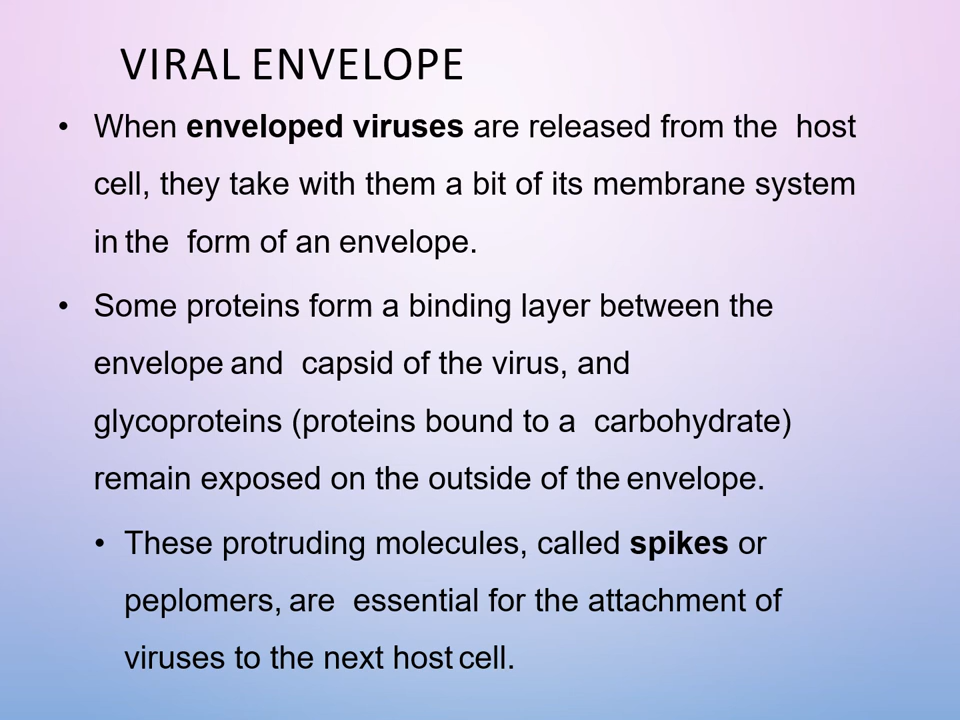 VIRAL ENVELOPE
• When enveloped viruses are released from the host
cell, they take with them a bit of its membrane system
in the form of an envelope.
• Some proteins form a binding layer between the
envelope and capsid of the virus, and
glycoproteins (proteins bound to a carbohydrate)
remain exposed on the outside of the envelope.
• These protruding molecules, called spikes or
peplomers, are essential for the attachment of
viruses to the next host cell.